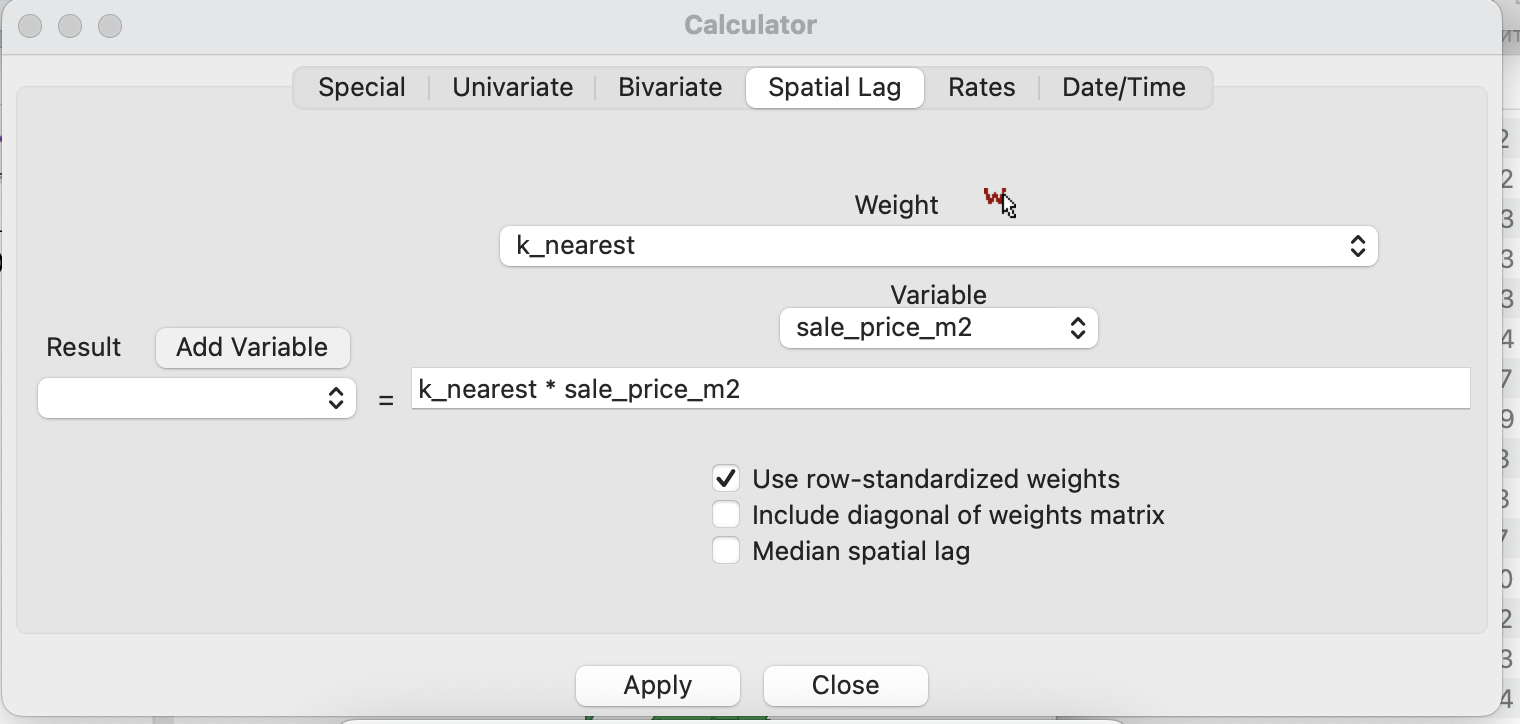 Calculator
Special Univariate Bivariate Spatial Lag Rates Date/Time
Weight W
k_nearest
Variable
sale_price_m2
Result Add Variable
= k_nearest * sale_price_m2
Use row-standardized weights
Include diagonal of weights matrix
Median spatial lag
Apply Close